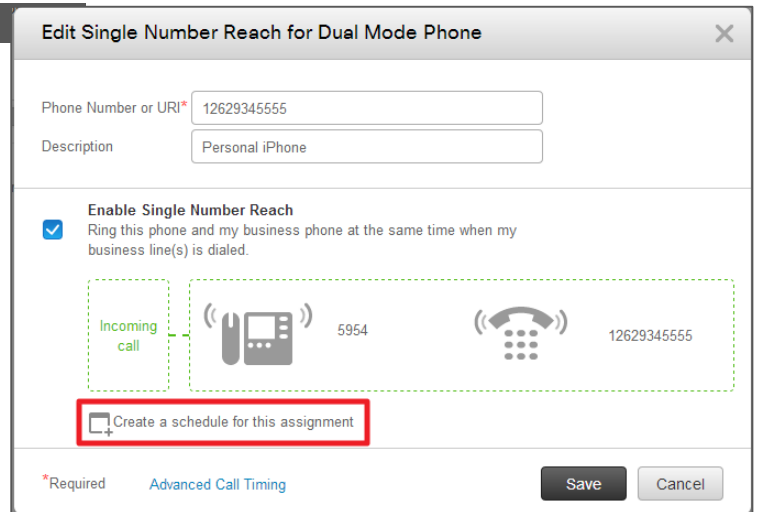 Edit Single Number Reach for Dual Mode Phone
Phone Number or URI* 12629345555
Description Personal iPhone
Enable Single Number Reach
Ring this phone and my business phone at the same time when my
business line(s) is dialed.
Incoming
call
5954
12629345555
Create a schedule for this assignment
*Required Advanced Call Timing Save Cancel